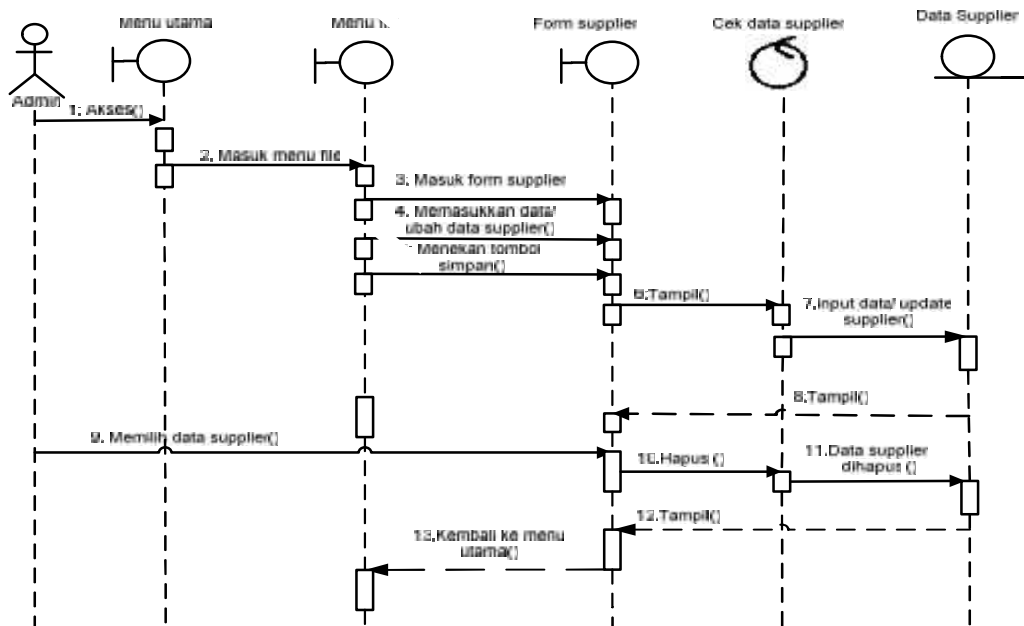 Menu utama
Menu
Form supplier
Cek data supplier
Data Supplier
Admin
1: Akses()
2. Masuk menu file
3. Masuk form supplier
4. Memasukkan data/
ubah data supplier()
Menekan tombol
simpan()
6.Tampil()
7.Input data/ update
supplier()
8.Tampil()
9. Memilih data supplier()
10.Hapus ()
11.Data supplier
dihapus ()
12.Tampil()
13.Kembali ke menu
utama()